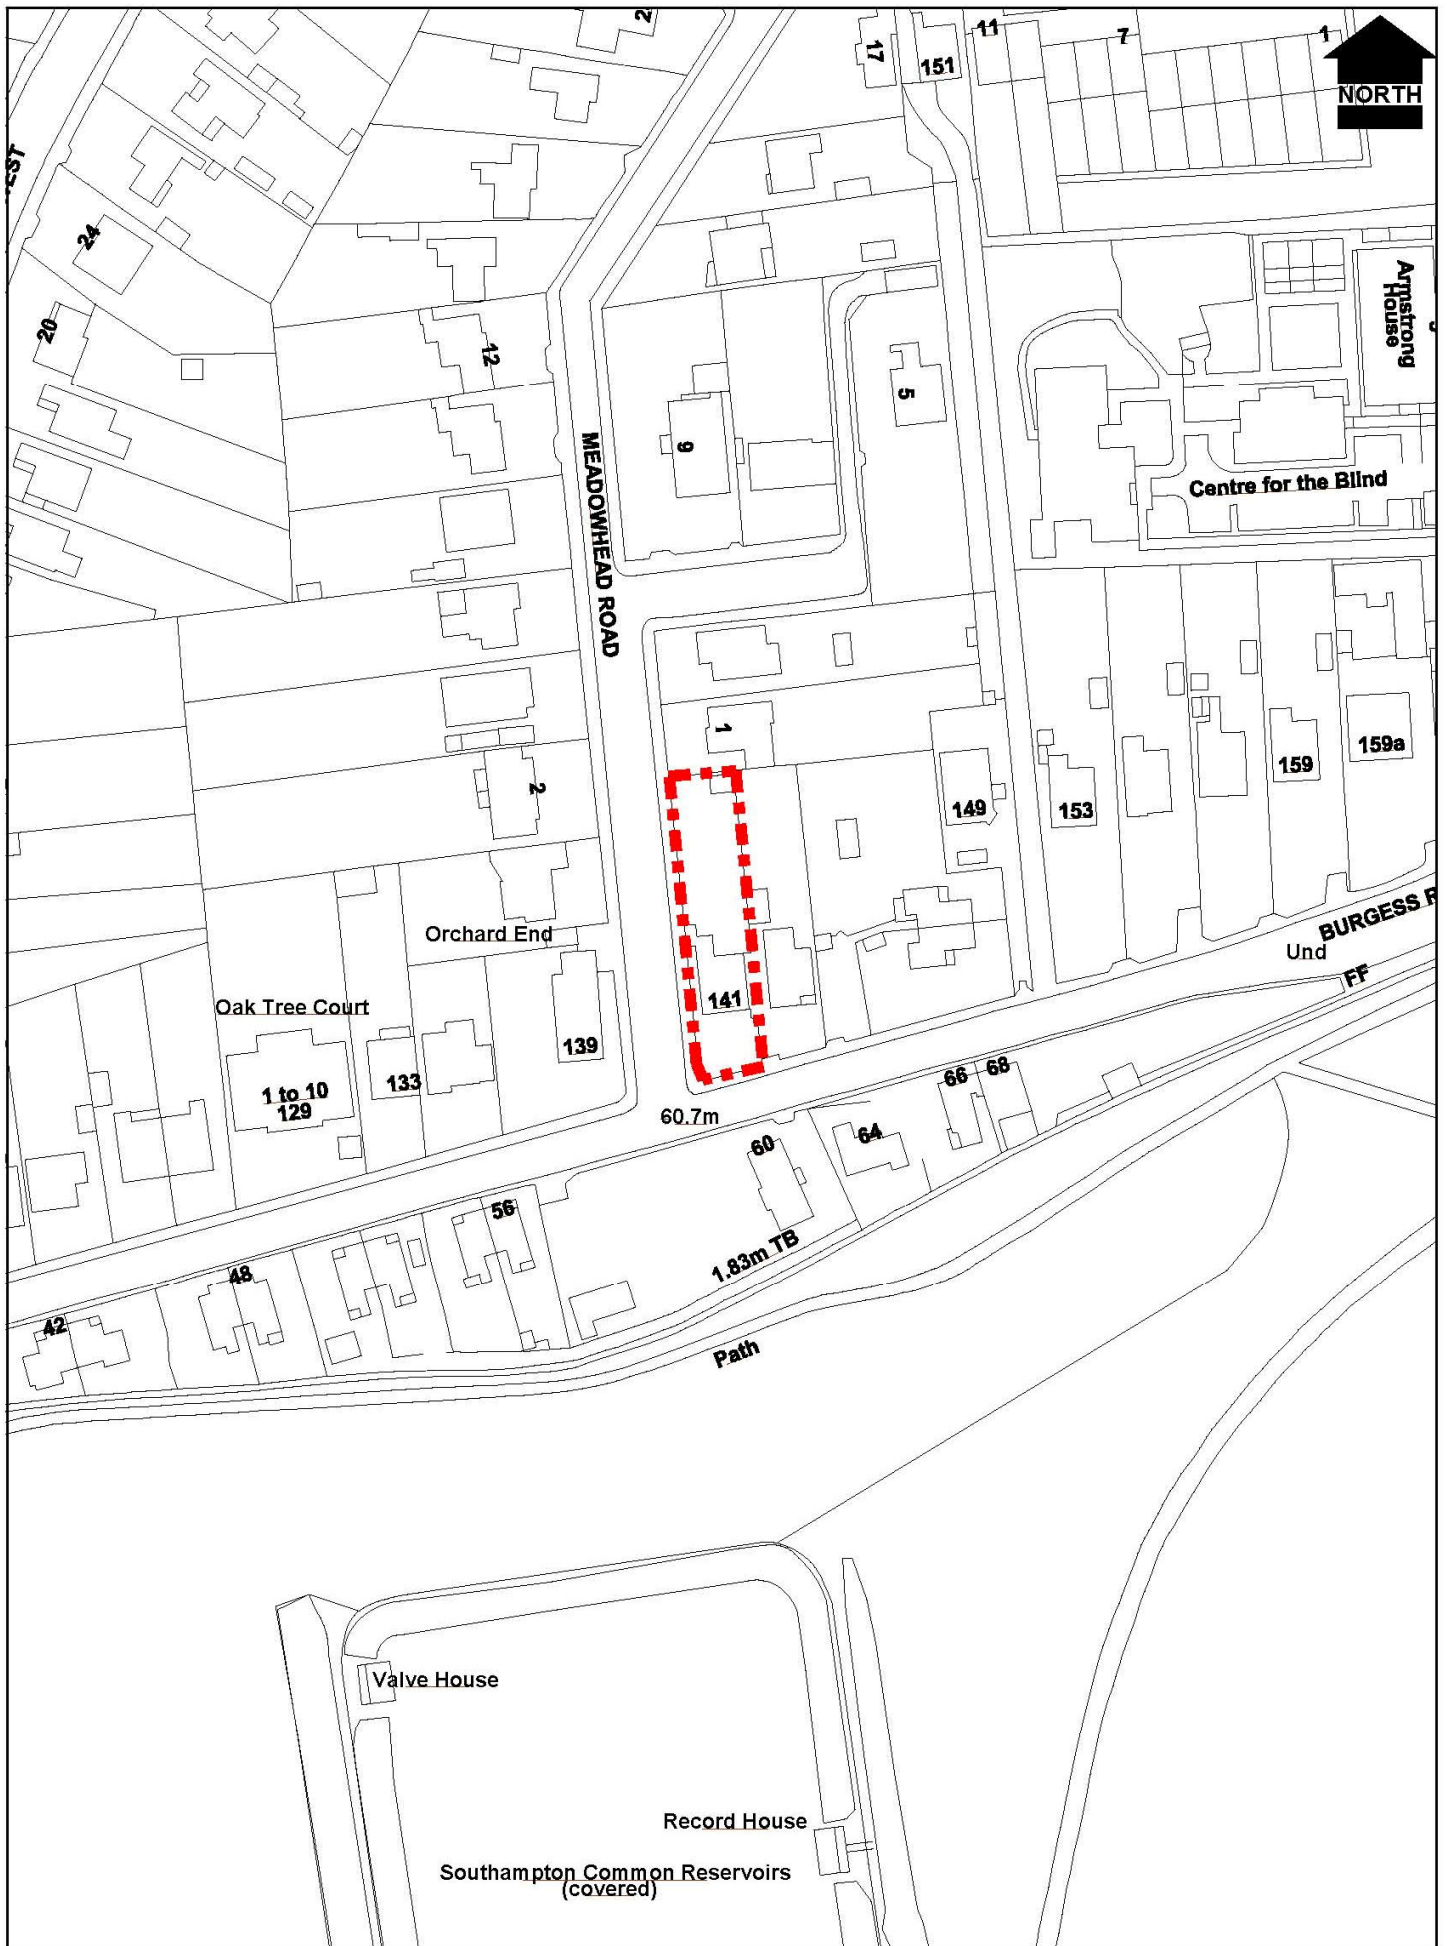 17
151
11
7
1
NORTH
24
20
12
9
5
Armstrong
House
MEADOWHEAD ROAD
Centre for the Blind
1
2
149
153
159
159a
Orchard End
141
BURGESS R
Und
FF
Oak Tree Court
139
133
1 to 10
129
60.7m
66
68
60
64
56
1.83m TB
48
42
Path
Valve House
Record House
Southampton Common Reservoirs
(covered)